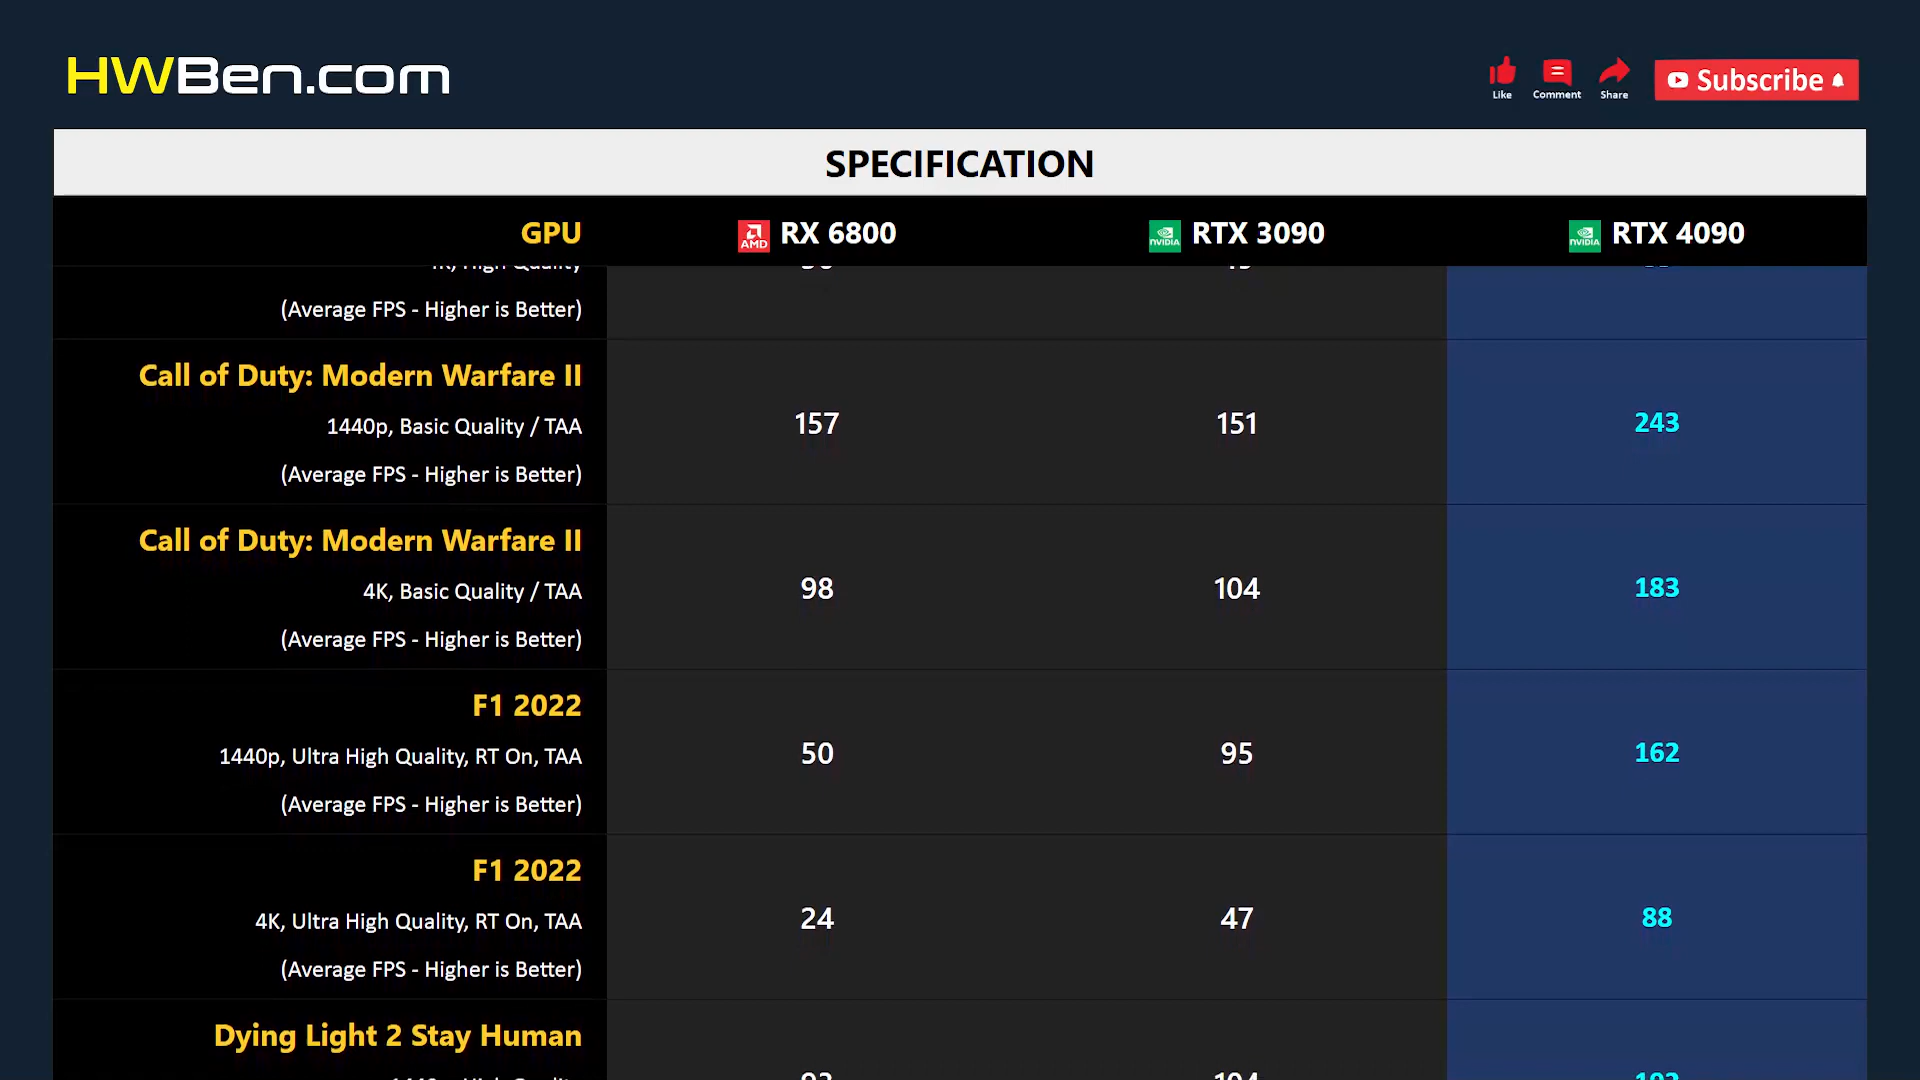 HWBen.com
Like Comment Share Subscribe
SPECIFICATION
GPU AMD RX 6800 NVIDIA RTX 3090 NVIDIA RTX 4090
(Average FPS - Higher is Better)
Call of Duty: Modern Warfare II
1440p, Basic Quality / TAA 157 151 243
(Average FPS - Higher is Better)
Call of Duty: Modern Warfare II
4K, Basic Quality / TAA 98 104 183
(Average FPS - Higher is Better)
F1 2022
1440p, Ultra High Quality, RT On, TAA 50 95 162
(Average FPS - Higher is Better)
F1 2022
4K, Ultra High Quality, RT On, TAA 24 47 88
(Average FPS - Higher is Better)
Dying Light 2 Stay Human